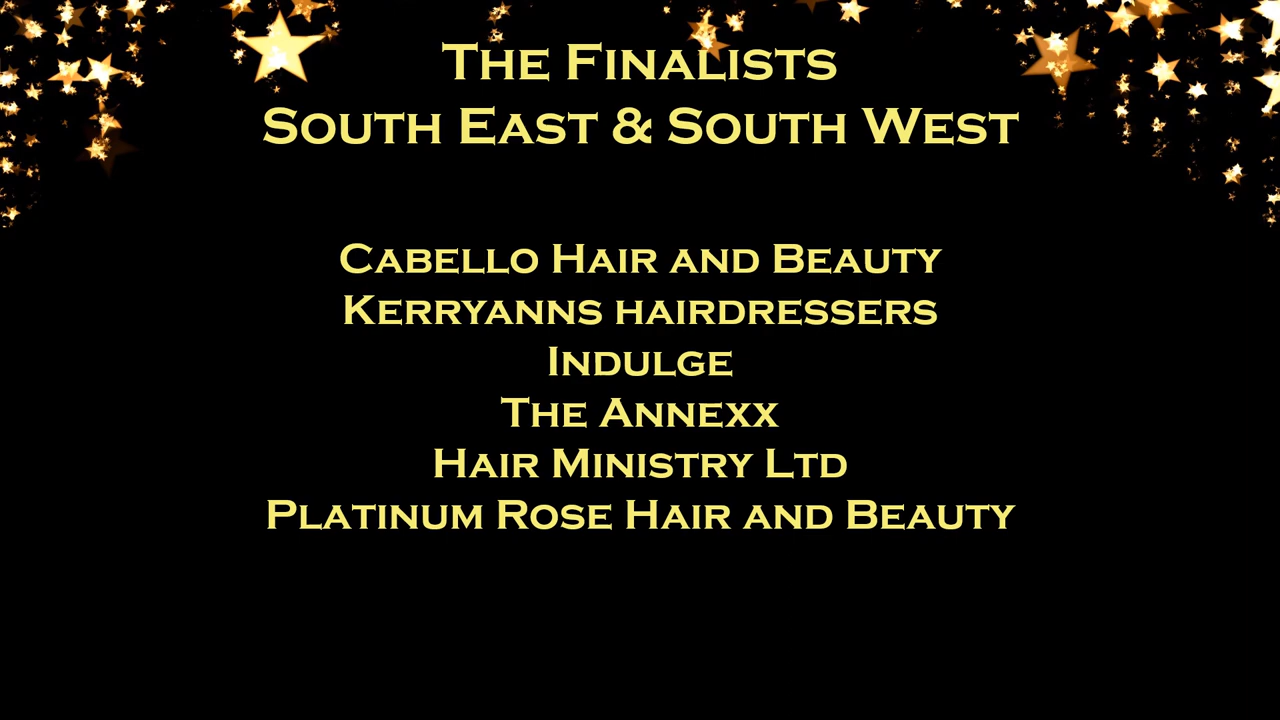 The Finalists
South East & South West
Cabello Hair and Beauty
Kerryanns hairdressers
Indulge
The Annexx
Hair Ministry Ltd
Platinum Rose Hair and Beauty